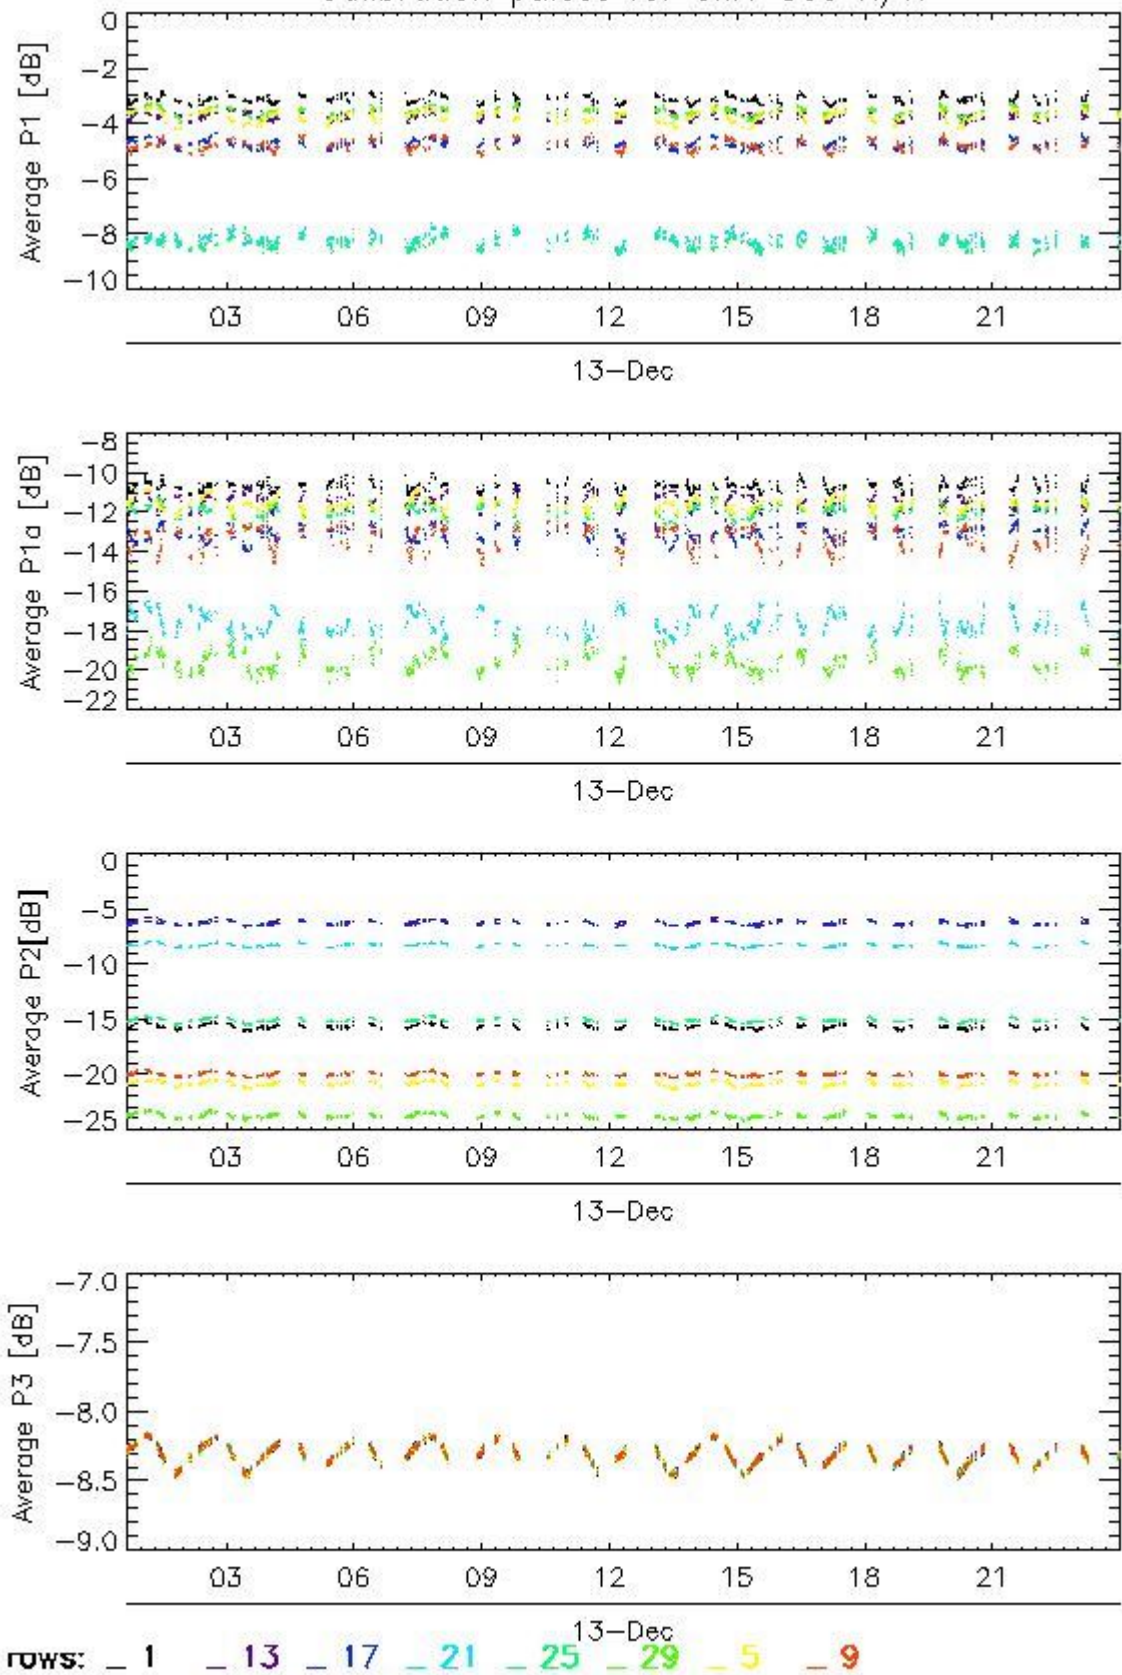 0
−2
−4
−6
−8
−10
Average P1 [dB]
03 06 09 12 15 18 21
13−Dec
−8
−10
−12
−14
−16
−18
−20
−22
Average P1a [dB]
03 06 09 12 15 18 21
13−Dec
0
−5
−10
−15
−20
−25
Average P2[dB]
03 06 09 12 15 18 21
13−Dec
−7.0
−7.5
−8.0
−8.5
−9.0
Average P3 [dB]
03 06 09 12 15 18 21
13−Dec
rows: _ 1 _ 13 _ 17 _ 21 _ 25 _ 29 _ 5 _ 9